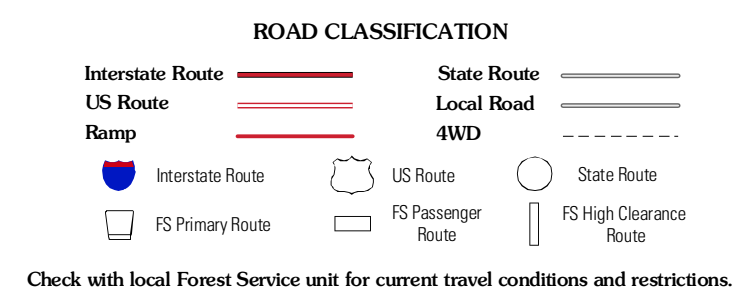 ROAD CLASSIFICATION
Interstate Route
State Route
US Route
Local Road
Ramp
4WD
Interstate Route
US Route
State Route
FS Primary Route
FS Passenger
Route
FS High Clearance
Route
Check with local Forest Service unit for current travel conditions and restrictions.